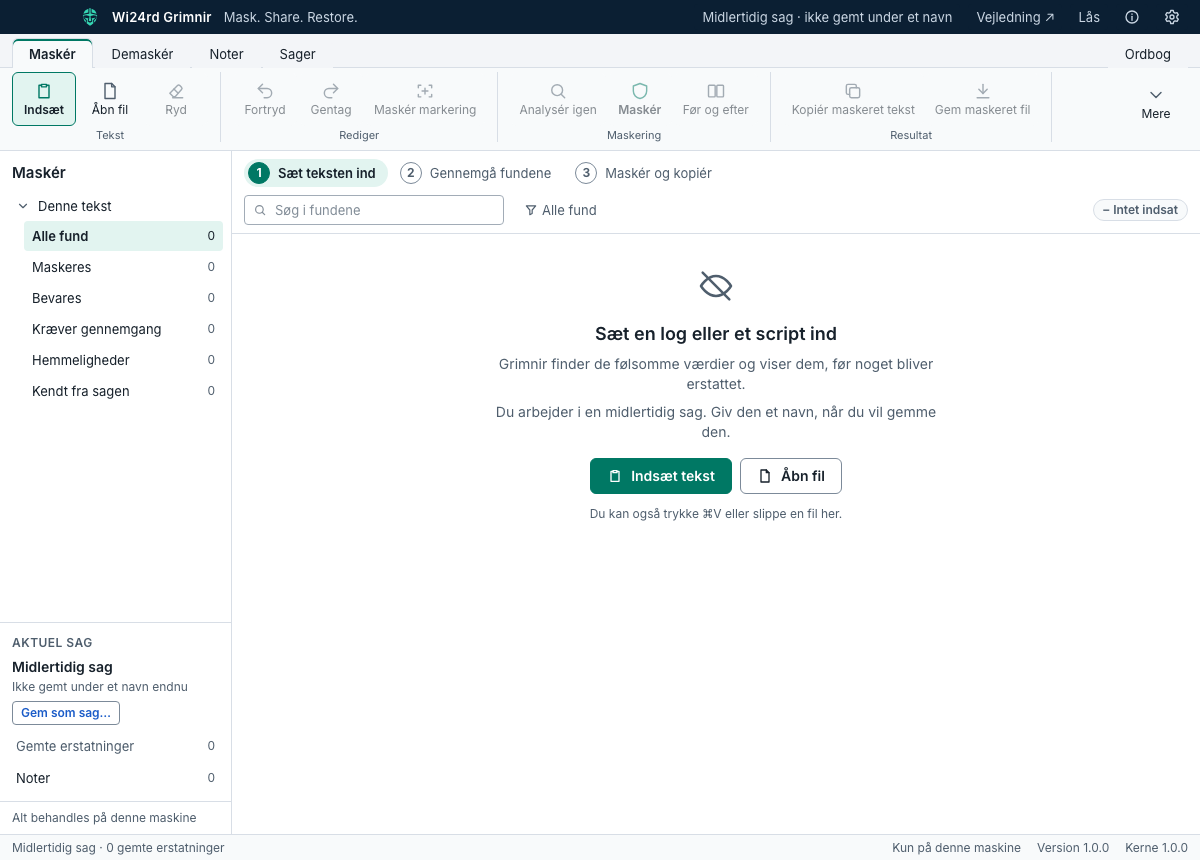 Wi24rd Grimnir Mask. Share. Restore. Midlertidig sag · ikke gemt under et navn Vejledning ↗ Lås
Maskér Demaskér Noter Sager Ordbog
Indsæt Åbn fil Ryd Fortryd Gentag Maskér markering Analysér igen Maskér Før og efter Kopiér maskeret tekst Gem maskeret fil Mere
Tekst Rediger Maskering Resultat
Maskér
Denne tekst
Alle fund 0
Maskeres 0
Bevares 0
Kræver gennemgang 0
Hemmeligheder 0
Kendt fra sagen 0
1 Sæt teksten ind 2 Gennemgå fundene 3 Maskér og kopiér
Søg i fundene Alle fund – Intet indsat
Sæt en log eller et script ind
Grimnir finder de følsomme værdier og viser dem, før noget bliver
erstattet.
Du arbejder i en midlertidig sag. Giv den et navn, når du vil gemme
den.
Indsæt tekst Åbn fil
Du kan også trykke ⌘V eller slippe en fil her.
AKTUEL SAG
Midlertidig sag
Ikke gemt under et navn endnu
Gem som sag...
Gemte erstatninger 0
Noter 0
Alt behandles på denne maskine
Midlertidig sag · 0 gemte erstatninger Kun på denne maskine Version 1.0.0 Kerne 1.0.0